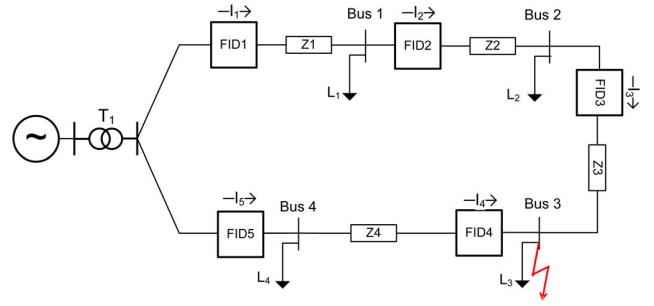 –I₁→
–I₂→
Bus 1
Bus 2
FID1
Z1
FID2
Z2
L₁
L₂
FID3
–I₃→
T₁
~
Z3
–I₅→
Bus 4
–I₄→
Bus 3
FID5
Z4
FID4
L₄
L₃